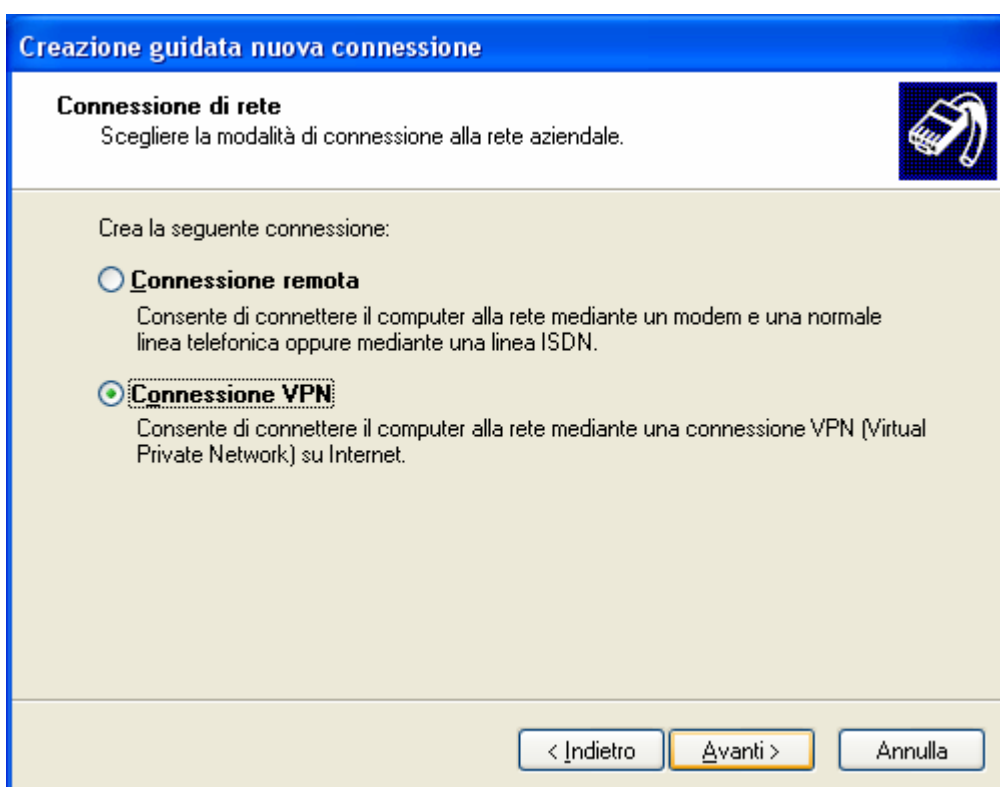 Creazione guidata nuova connessione
Connessione di rete
Scegliere la modalità di connessione alla rete aziendale.
Crea la seguente connessione:
Connessione remota
Consente di connettere il computer alla rete mediante un modem e una normale
linea telefonica oppure mediante una linea ISDN.
Connessione VPN
Consente di connettere il computer alla rete mediante una connessione VPN (Virtual
Private Network) su Internet.
< Indietro
Avanti >
Annulla